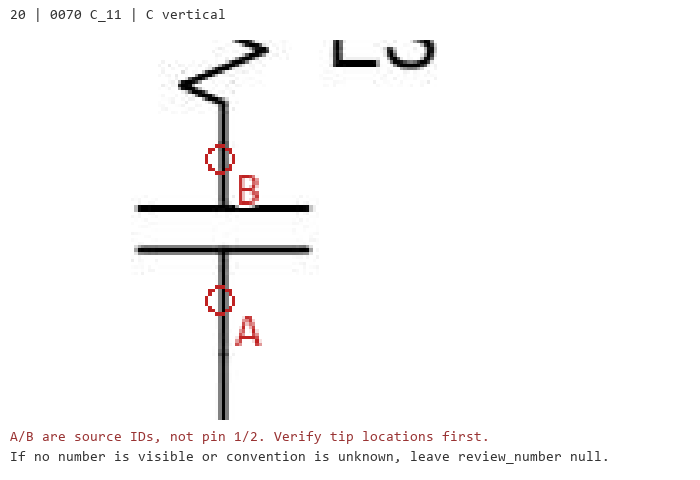 20 | 0070 C_11 | C vertical
B
A
A/B are source IDs, not pin 1/2. Verify tip locations first.
If no number is visible or convention is unknown, leave review_number null.